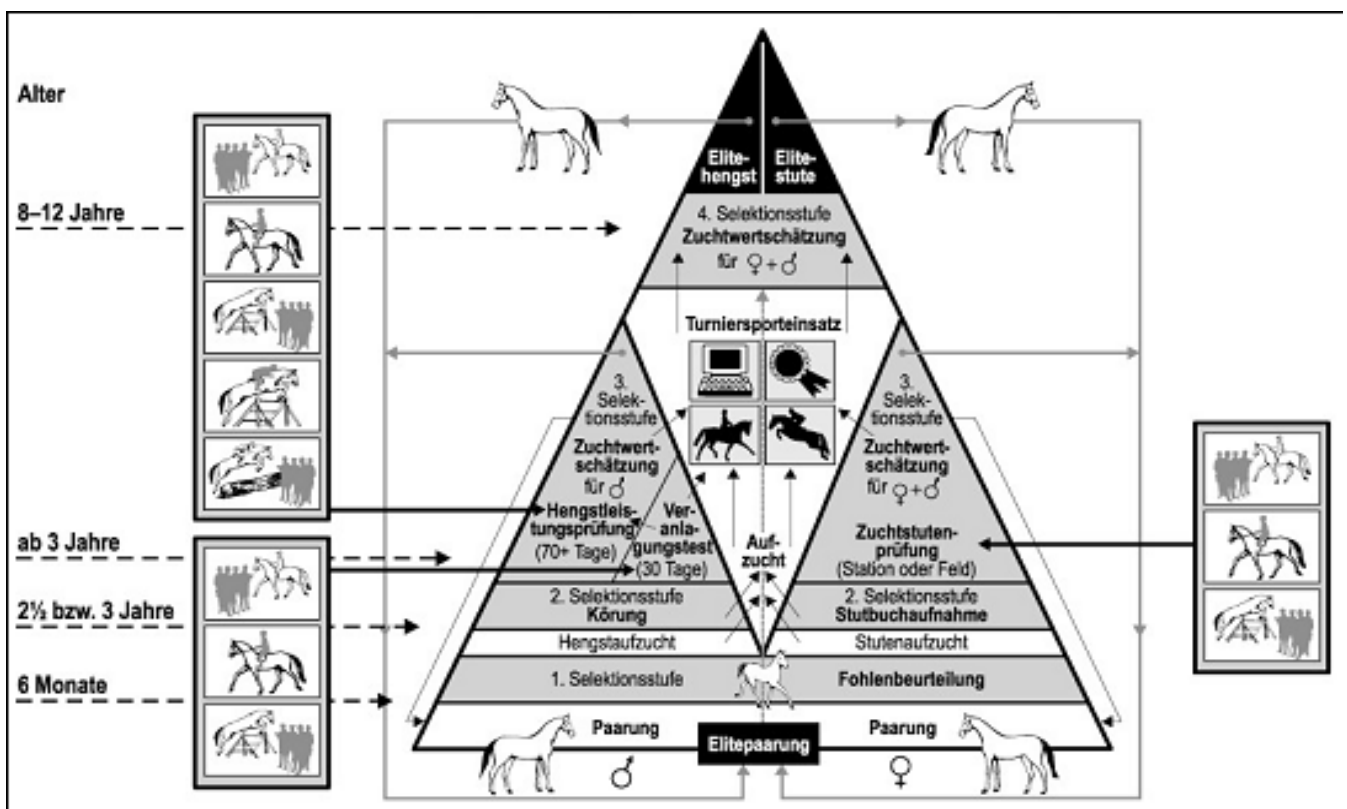 Alter
8–12 Jahre
ab 3 Jahre
2½ bzw. 3 Jahre
6 Monate
Elite-
hengst
Elite-
stute
4. Selektionsstufe
Zuchtwertschätzung
für ♀+♂
Turniersporteinsatz
3.
Selek-
tionsstufe
Zuchtwert-
schätzung
für ♂
Hengstleis-
tungsprüfung
(70+ Tage)
Ver-
anla-
gungstest
(30 Tage)
Auf-
zucht
3.
Selek-
tionsstufe
Zuchtwert-
schätzung
für ♀+♂
Zuchtstuten-
prüfung
(Station oder Feld)
2. Selektionsstufe
Körung
2. Selektionsstufe
Stutbuchaufnahme
Hengstaufzucht
Stutenaufzucht
1. Selektionsstufe
Fohlenbeurteilung
Paarung
♂
Elitepaarung
Paarung
♀